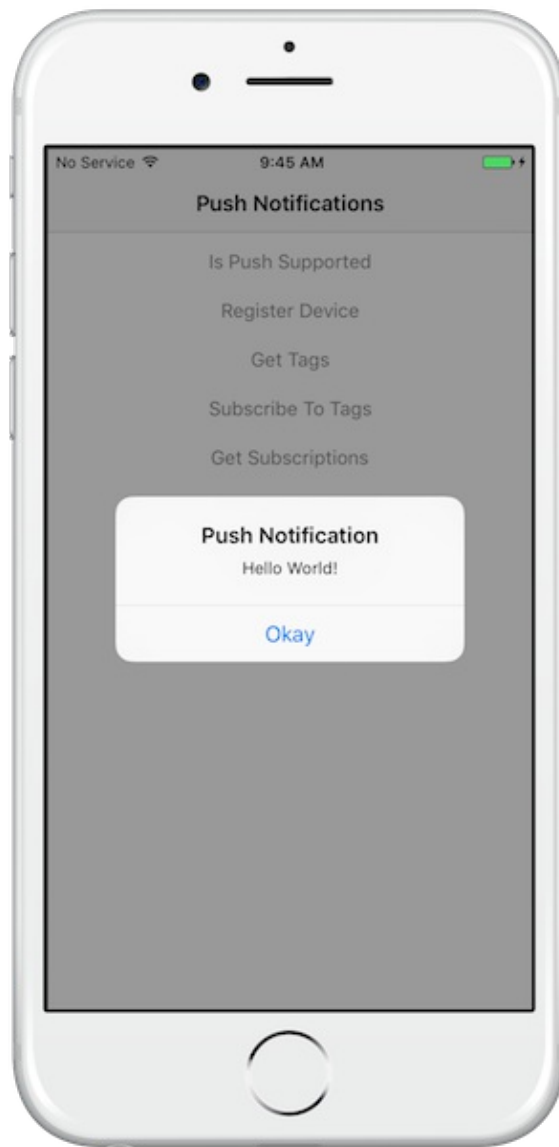 No Service 9:45 AM
Push Notifications
Is Push Supported
Register Device
Get Tags
Subscribe To Tags
Get Subscriptions
Push Notification
Hello World!
Okay